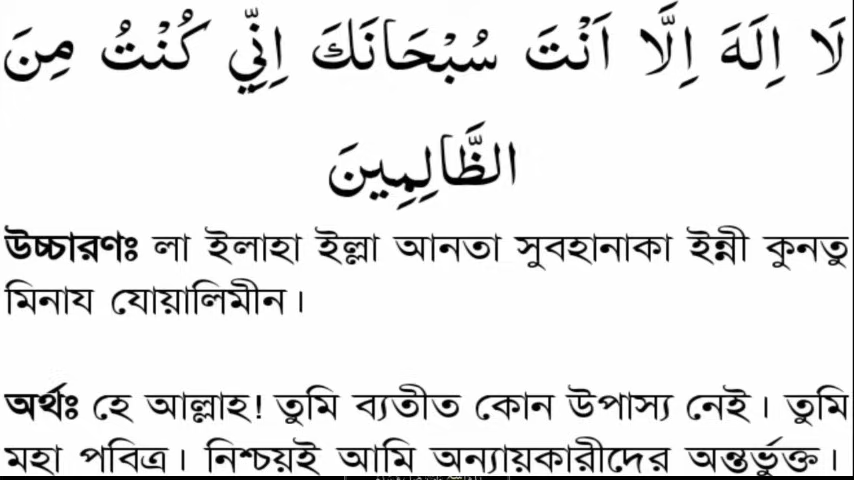 لَا اِلَهَ اِلَّا اَنْتَ سُبْحَانَكَ اِنِّي كُنْتُ مِنَ
الظَّالِمِينَ
উচ্চারণঃ লা ইলাহা ইল্লা আনতা সুবহানাকা ইন্নী কুনতু
মিনায যোয়ালিমীন।
অর্থঃ হে আল্লাহ! তুমি ব্যতীত কোন উপাস্য নেই। তুমি
মহা পবিত্র। নিশ্চয়ই আমি অন্যায়কারীদের অন্তর্ভুক্ত।